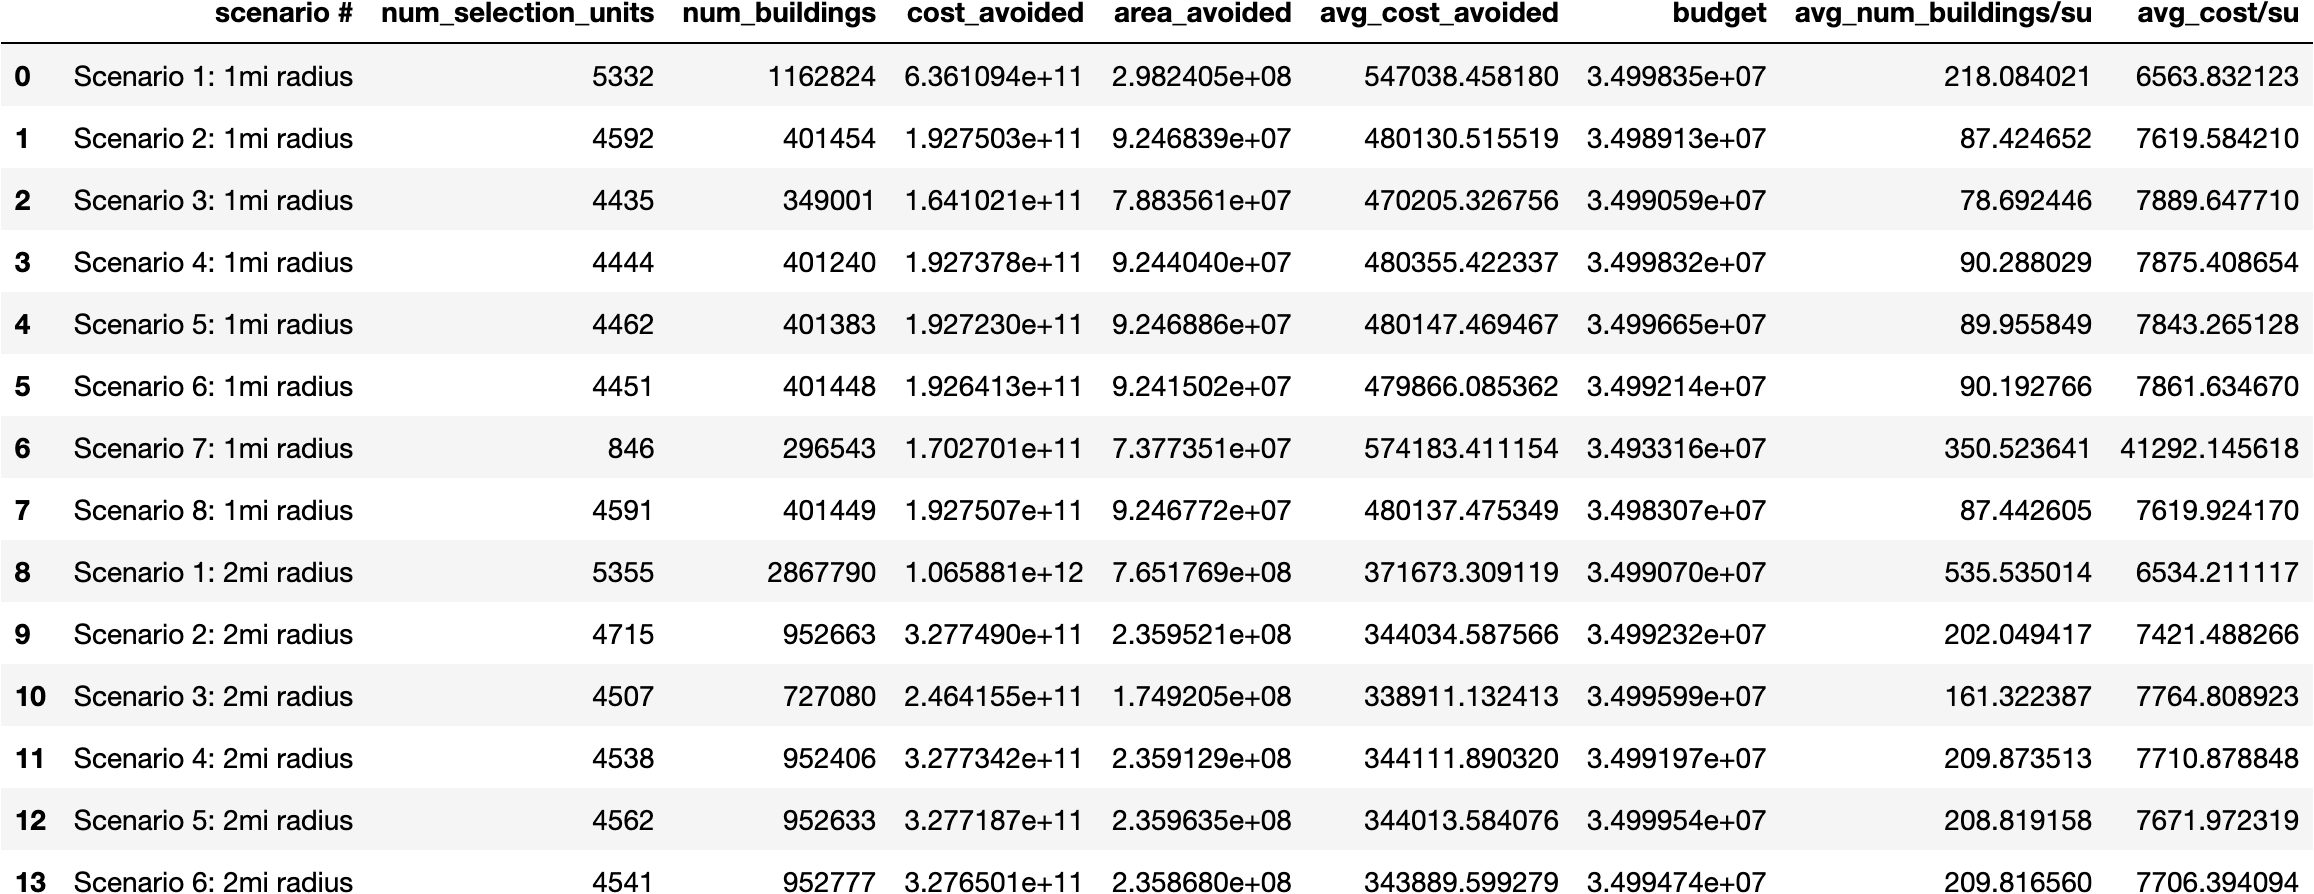 scenario # num_selection_units num_buildings cost_avoided area_avoided avg_cost_avoided budget avg_num_buildings/su avg_cost/su
0 Scenario 1: 1mi radius 5332 1162824 6.361094e+11 2.982405e+08 547038.458180 3.499835e+07 218.084021 6563.832123
1 Scenario 2: 1mi radius 4592 401454 1.927503e+11 9.246839e+07 480130.515519 3.498913e+07 87.424652 7619.584210
2 Scenario 3: 1mi radius 4435 349001 1.641021e+11 7.883561e+07 470205.326756 3.499059e+07 78.692446 7889.647710
3 Scenario 4: 1mi radius 4444 401240 1.927378e+11 9.244040e+07 480355.422337 3.499832e+07 90.288029 7875.408654
4 Scenario 5: 1mi radius 4462 401383 1.927230e+11 9.246886e+07 480147.469467 3.499665e+07 89.955849 7843.265128
5 Scenario 6: 1mi radius 4451 401448 1.926413e+11 9.241502e+07 479866.085362 3.499214e+07 90.192766 7861.634670
6 Scenario 7: 1mi radius 846 296543 1.702701e+11 7.377351e+07 574183.411154 3.493316e+07 350.523641 41292.145618
7 Scenario 8: 1mi radius 4591 401449 1.927507e+11 9.246772e+07 480137.475349 3.498307e+07 87.442605 7619.924170
8 Scenario 1: 2mi radius 5355 2867790 1.065881e+12 7.651769e+08 371673.309119 3.499070e+07 535.535014 6534.211117
9 Scenario 2: 2mi radius 4715 952663 3.277490e+11 2.359521e+08 344034.587566 3.499232e+07 202.049417 7421.488266
10 Scenario 3: 2mi radius 4507 727080 2.464155e+11 1.749205e+08 338911.132413 3.499599e+07 161.322387 7764.808923
11 Scenario 4: 2mi radius 4538 952406 3.277342e+11 2.359129e+08 344111.890320 3.499197e+07 209.873513 7710.878848
12 Scenario 5: 2mi radius 4562 952633 3.277187e+11 2.359635e+08 344013.584076 3.499954e+07 208.819158 7671.972319
13 Scenario 6: 2mi radius 4541 952777 3.276501e+11 2.358680e+08 343889.599279 3.499474e+07 209.816560 7706.394094